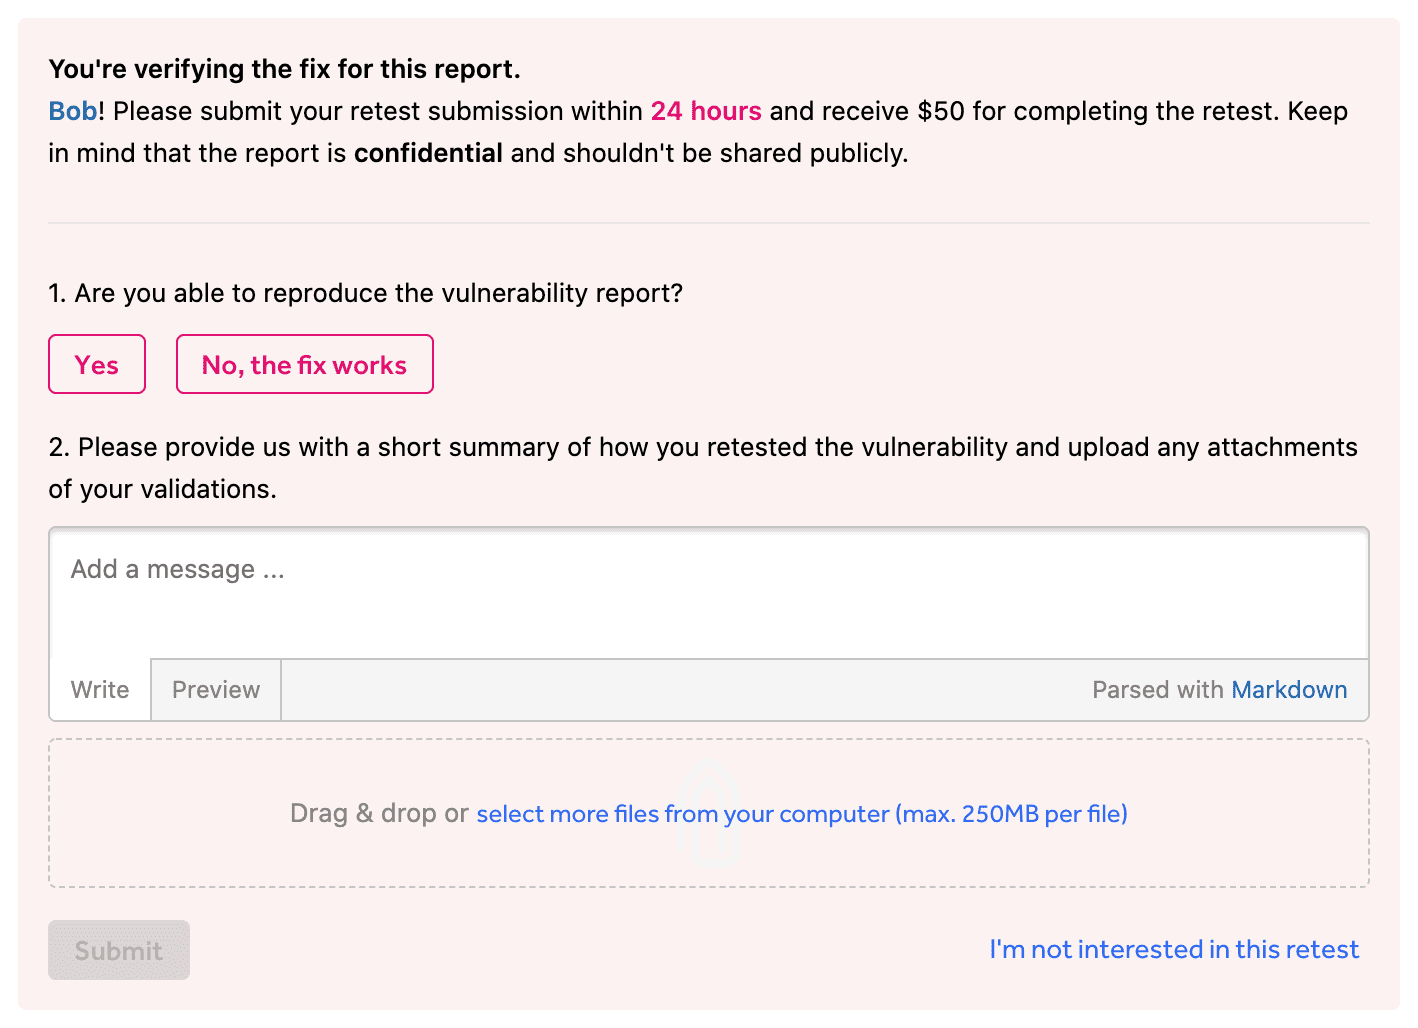 You're verifying the fix for this report.
Bob! Please submit your retest submission within 24 hours and receive $50 for completing the retest. Keep
in mind that the report is confidential and shouldn't be shared publicly.
1. Are you able to reproduce the vulnerability report?
Yes
No, the fix works
2. Please provide us with a short summary of how you retested the vulnerability and upload any attachments
of your validations.
Add a message ...
Write
Preview
Parsed with Markdown
Drag & drop or select more files from your computer (max. 250MB per file)
Submit
I'm not interested in this retest